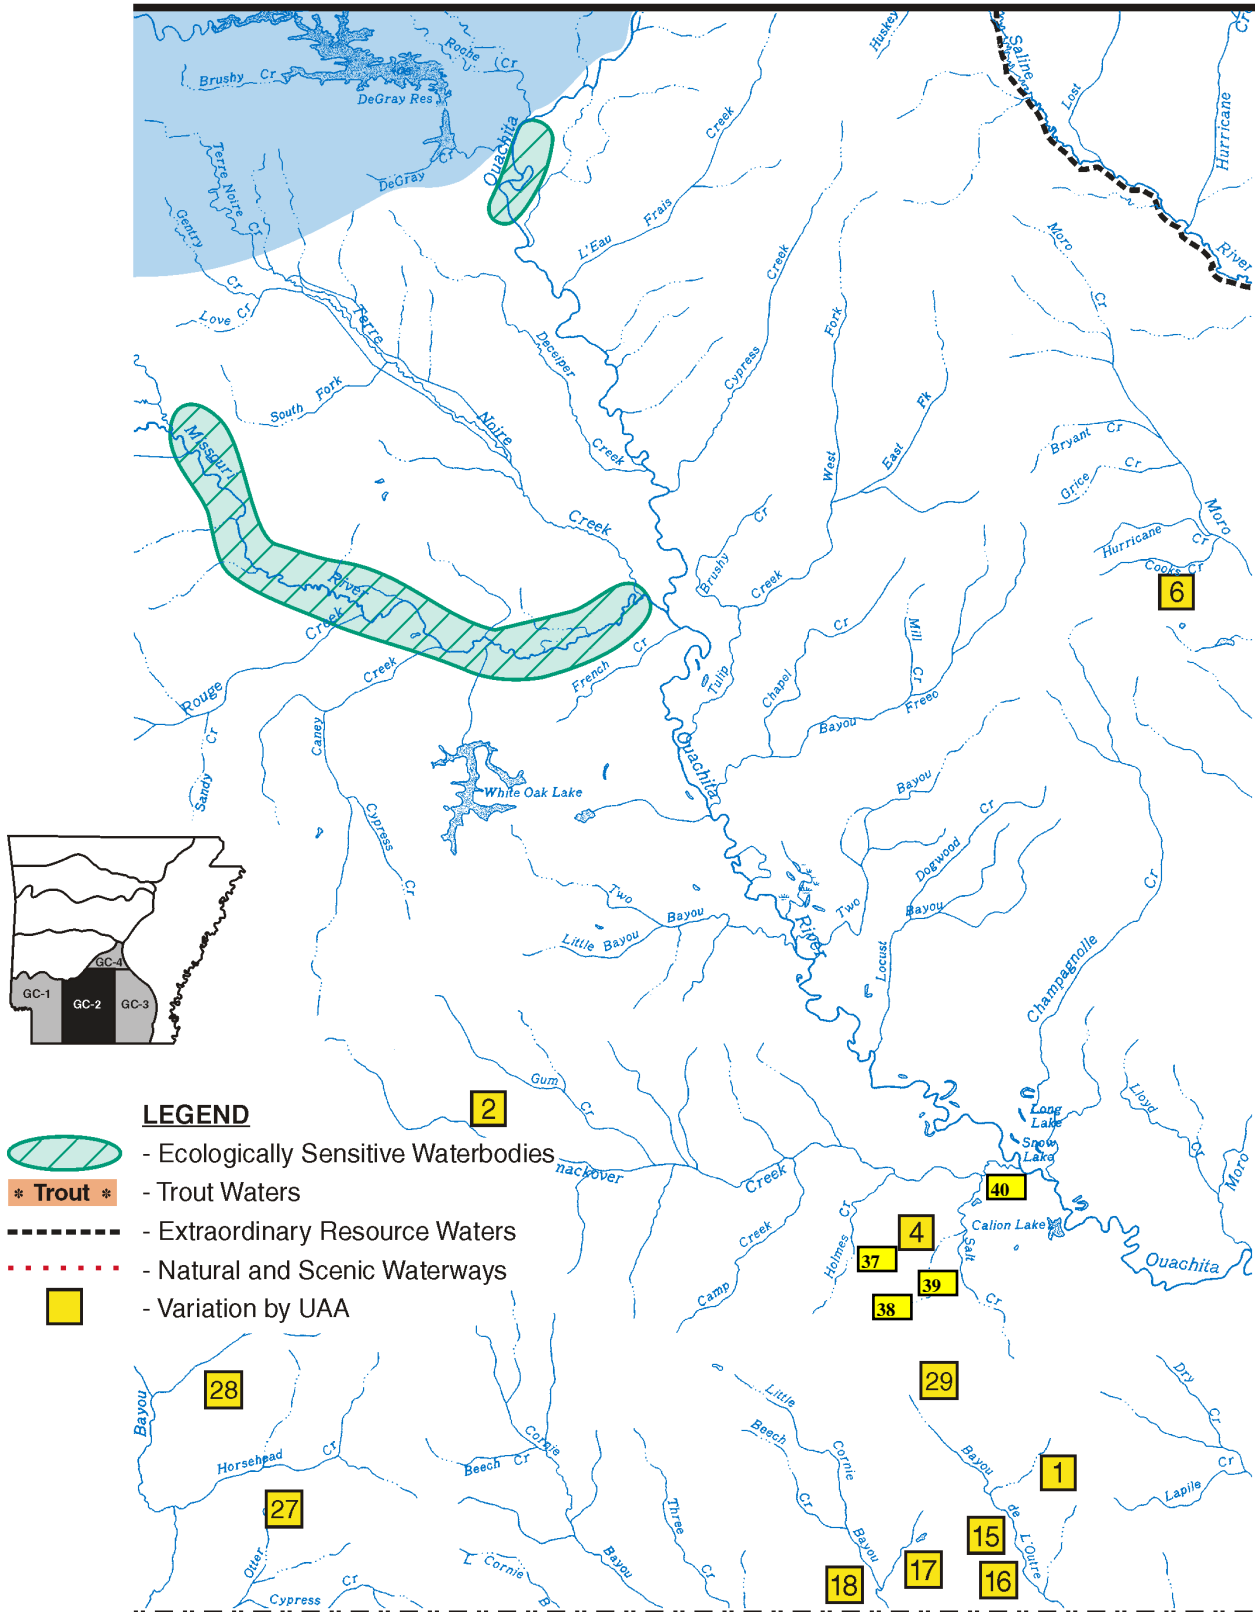 Huskey
Cr
Saline
Roche
Cr
Brushy Cr
DeGray Res
Lost
Hurricane
Ouachita
Creek
DeGray
Cr
Terre Noire Cr
Gentry
Cr
L'Eau Frais
Moro
Cr
River
Creek
Love Cr
Terre
Noire
Creek
Deceiper
Creek
Fork
West
Cypress
South Fork
East Fk
Bryant Cr
Grice Cr
Moro
Missouri
River
Hurricane Cr
Cooks Cr
6
Brushy Cr
Creek
Creek
Rouge
Creek
Caney
French Cr
Tulip
Chapel Cr
Mill Cr
Bayou Freeo
Sandy Cr
Ouachita
White Oak Lake
Cypress
Cr
Bayou
Two
Dogwood Cr
Bayou
Locust
Two
Bayou
Little Bayou
River
Cr
Champagnolle
GC-4
GC-1
GC-2
GC-3
Gum
Cr
2
Long
Lake
Snow
Lake
Lloyd
Cr
Moro
LEGEND
- Ecologically Sensitive Waterbodies
* Trout * - Trout Waters
- Extraordinary Resource Waters
- Natural and Scenic Waterways
- Variation by UAA
nackover
Creek
40
Calion Lake
Holmes Cr
4
37
39
38
Salt
Cr
Camp Creek
Ouachita
28
29
Bayou
Horsehead Cr
Cornie
Beech Cr
Little
Cornie
Bayou
Beech
Cr
Bayou
de
L'Outre
1
Dry
Cr
Cr
Lapile
27
Otter
Cypress Cr
L Cornie
B
Bayou
Three
Cr
18
17
15
16